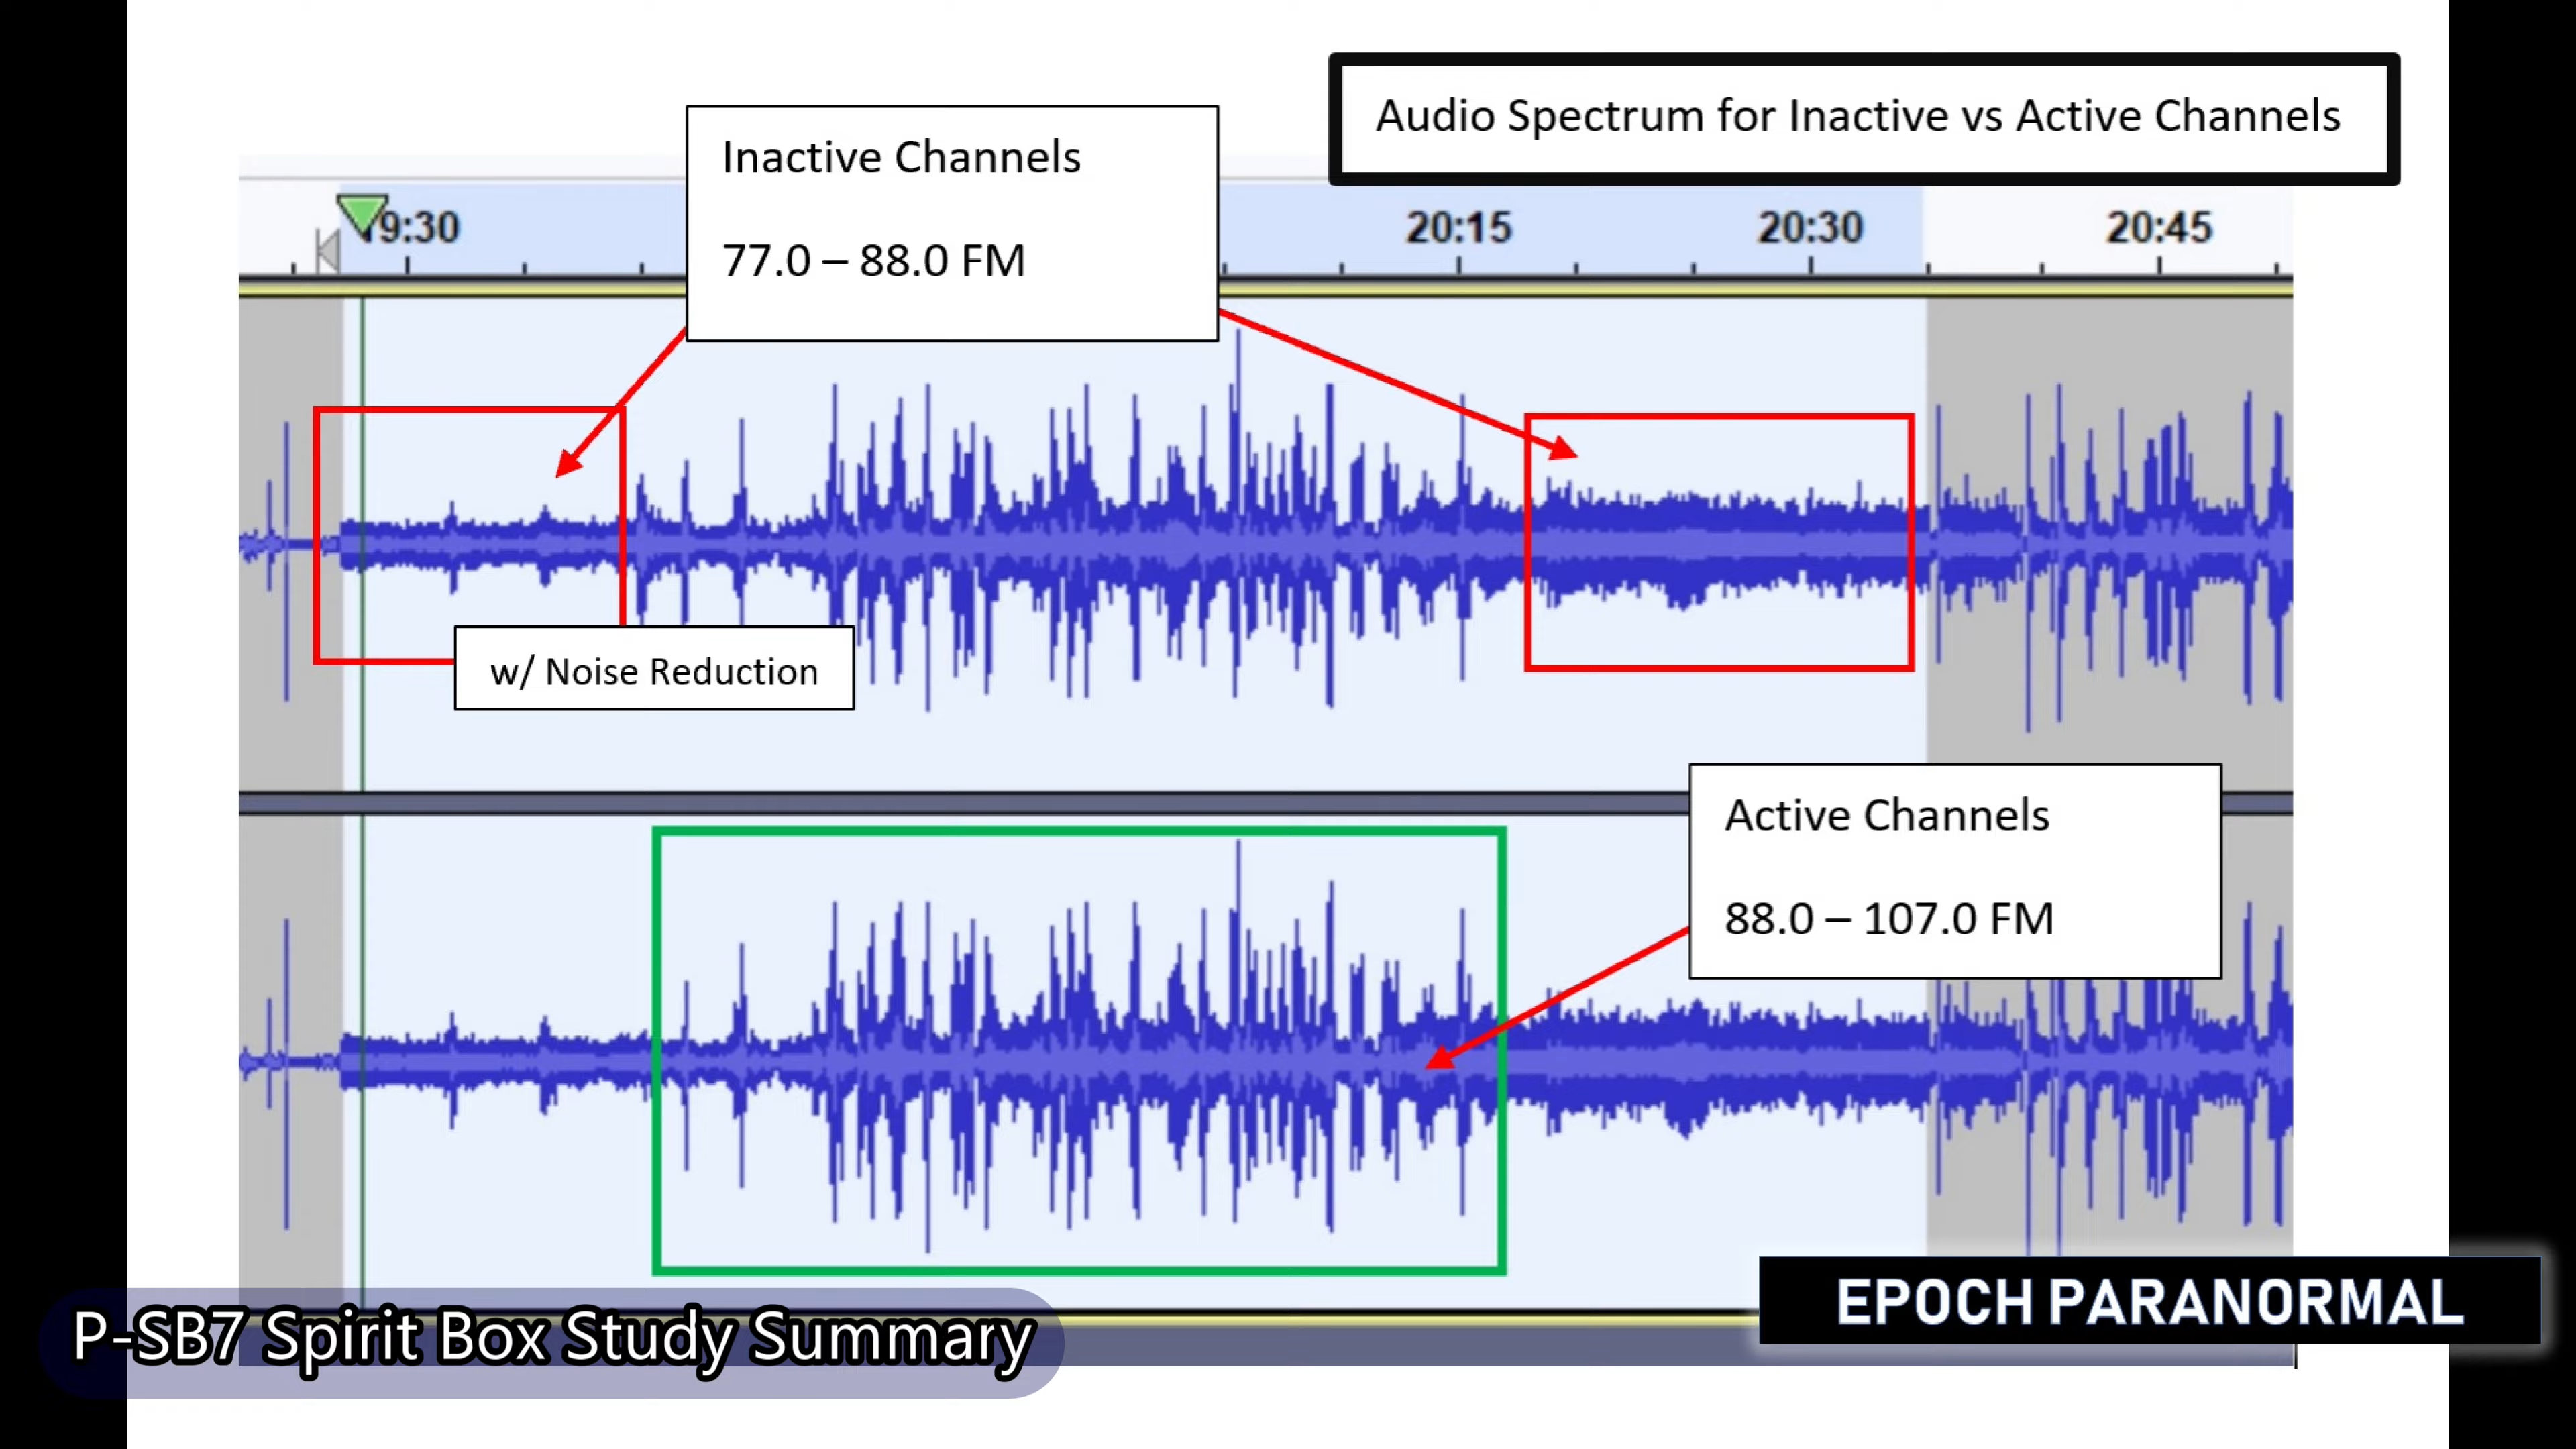 Audio Spectrum for Inactive vs Active Channels
Inactive Channels
77.0 – 88.0 FM
9:30
20:15
20:30
20:45
w/ Noise Reduction
Active Channels
88.0 – 107.0 FM
P-SB7 Spirit Box Study Summary
EPOCH PARANORMAL